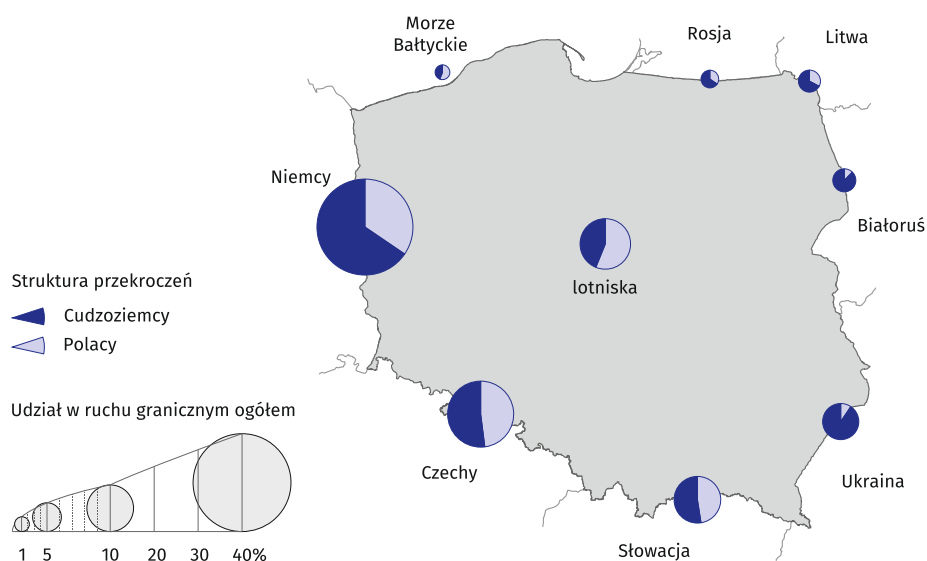 Morze
Bałtyckie
Rosja
Litwa
Niemcy
Białoruś
lotniska
Struktura przekroczeń
Cudzoziemcy
Polacy
Udział w ruchu granicznym ogółem
Czechy
Ukraina
Słowacja
1 5 10 20 30 40%